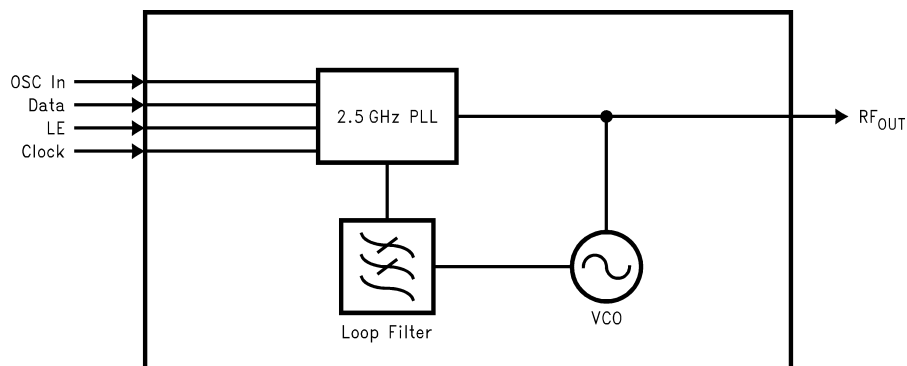 OSC In
Data
LE
Clock
2.5 GHz PLL
RFOUT
Loop Filter
VCO